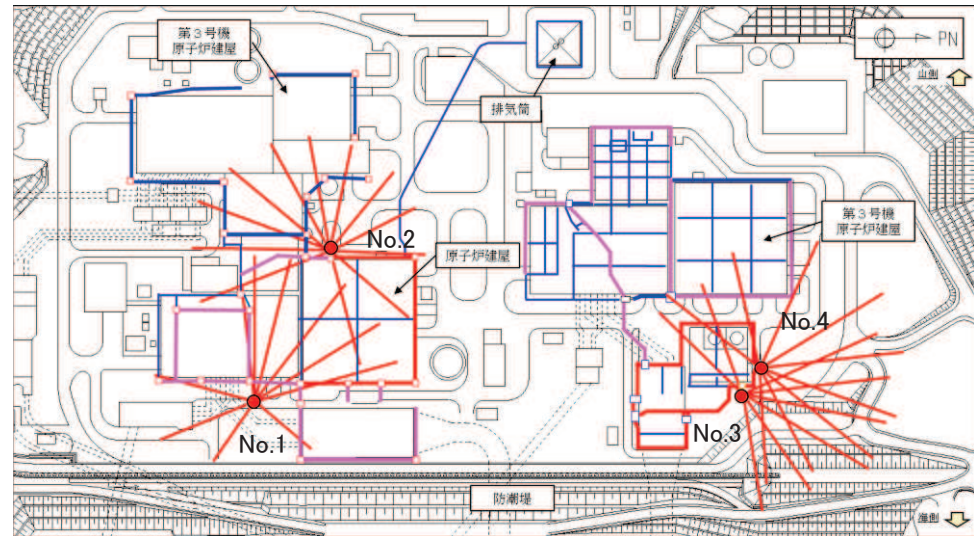 第３号機
原子炉建屋
PN
山側
排気筒
第３号機
原子炉建屋
No.2
原子炉建屋
No.4
No.1
No.3
防潮堤
海側